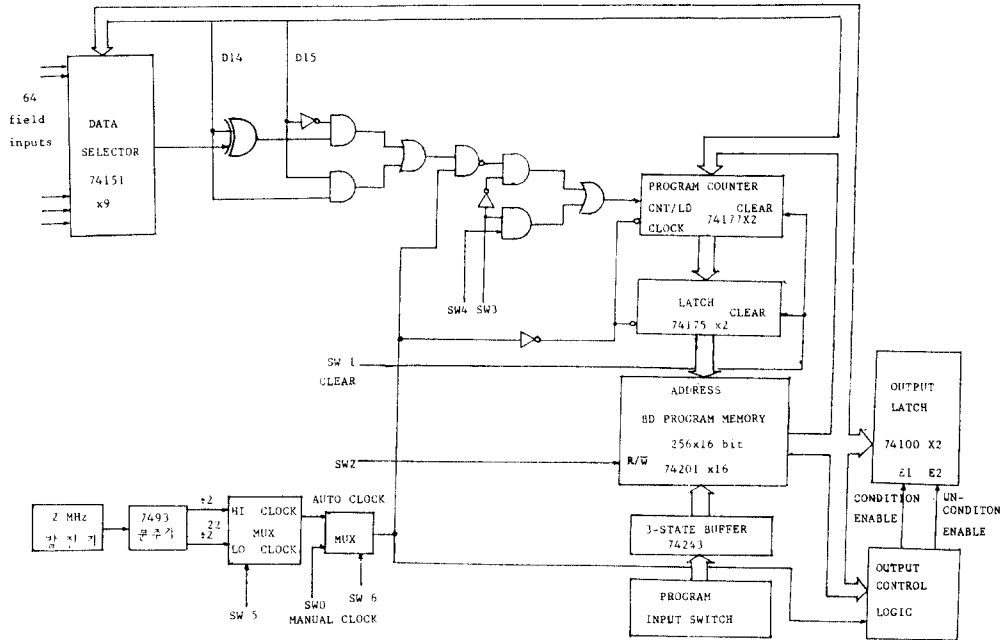 D14
D15
64
field
inputs
DATA
SELECTOR
74151
x9
PROGRAM COUNTER
CNT/LD CLEAR
74177X2
CLOCK
SW4 SW3
LATCH
CLEAR
74175 x2
SW 1
CLEAR
ADDRESS
BD PROGRAM MEMORY
256x16 bit
R/W̅
74201 x16
SW2
OUTPUT
LATCH
74100 X2
E1 E2
CONDITION
ENABLE
UN-
CONDITON
ENABLE
2 MHz
발진기
7493
분주기
÷2
÷2
HI CLOCK
MUX
LO CLOCK
AUTO CLOCK
MUX
SW 5
SW0
SW 6
MANUAL CLOCK
3-STATE BUFFER
74243
PROGRAM
INPUT SWITCH
OUTPUT
CONTROL
LOGIC